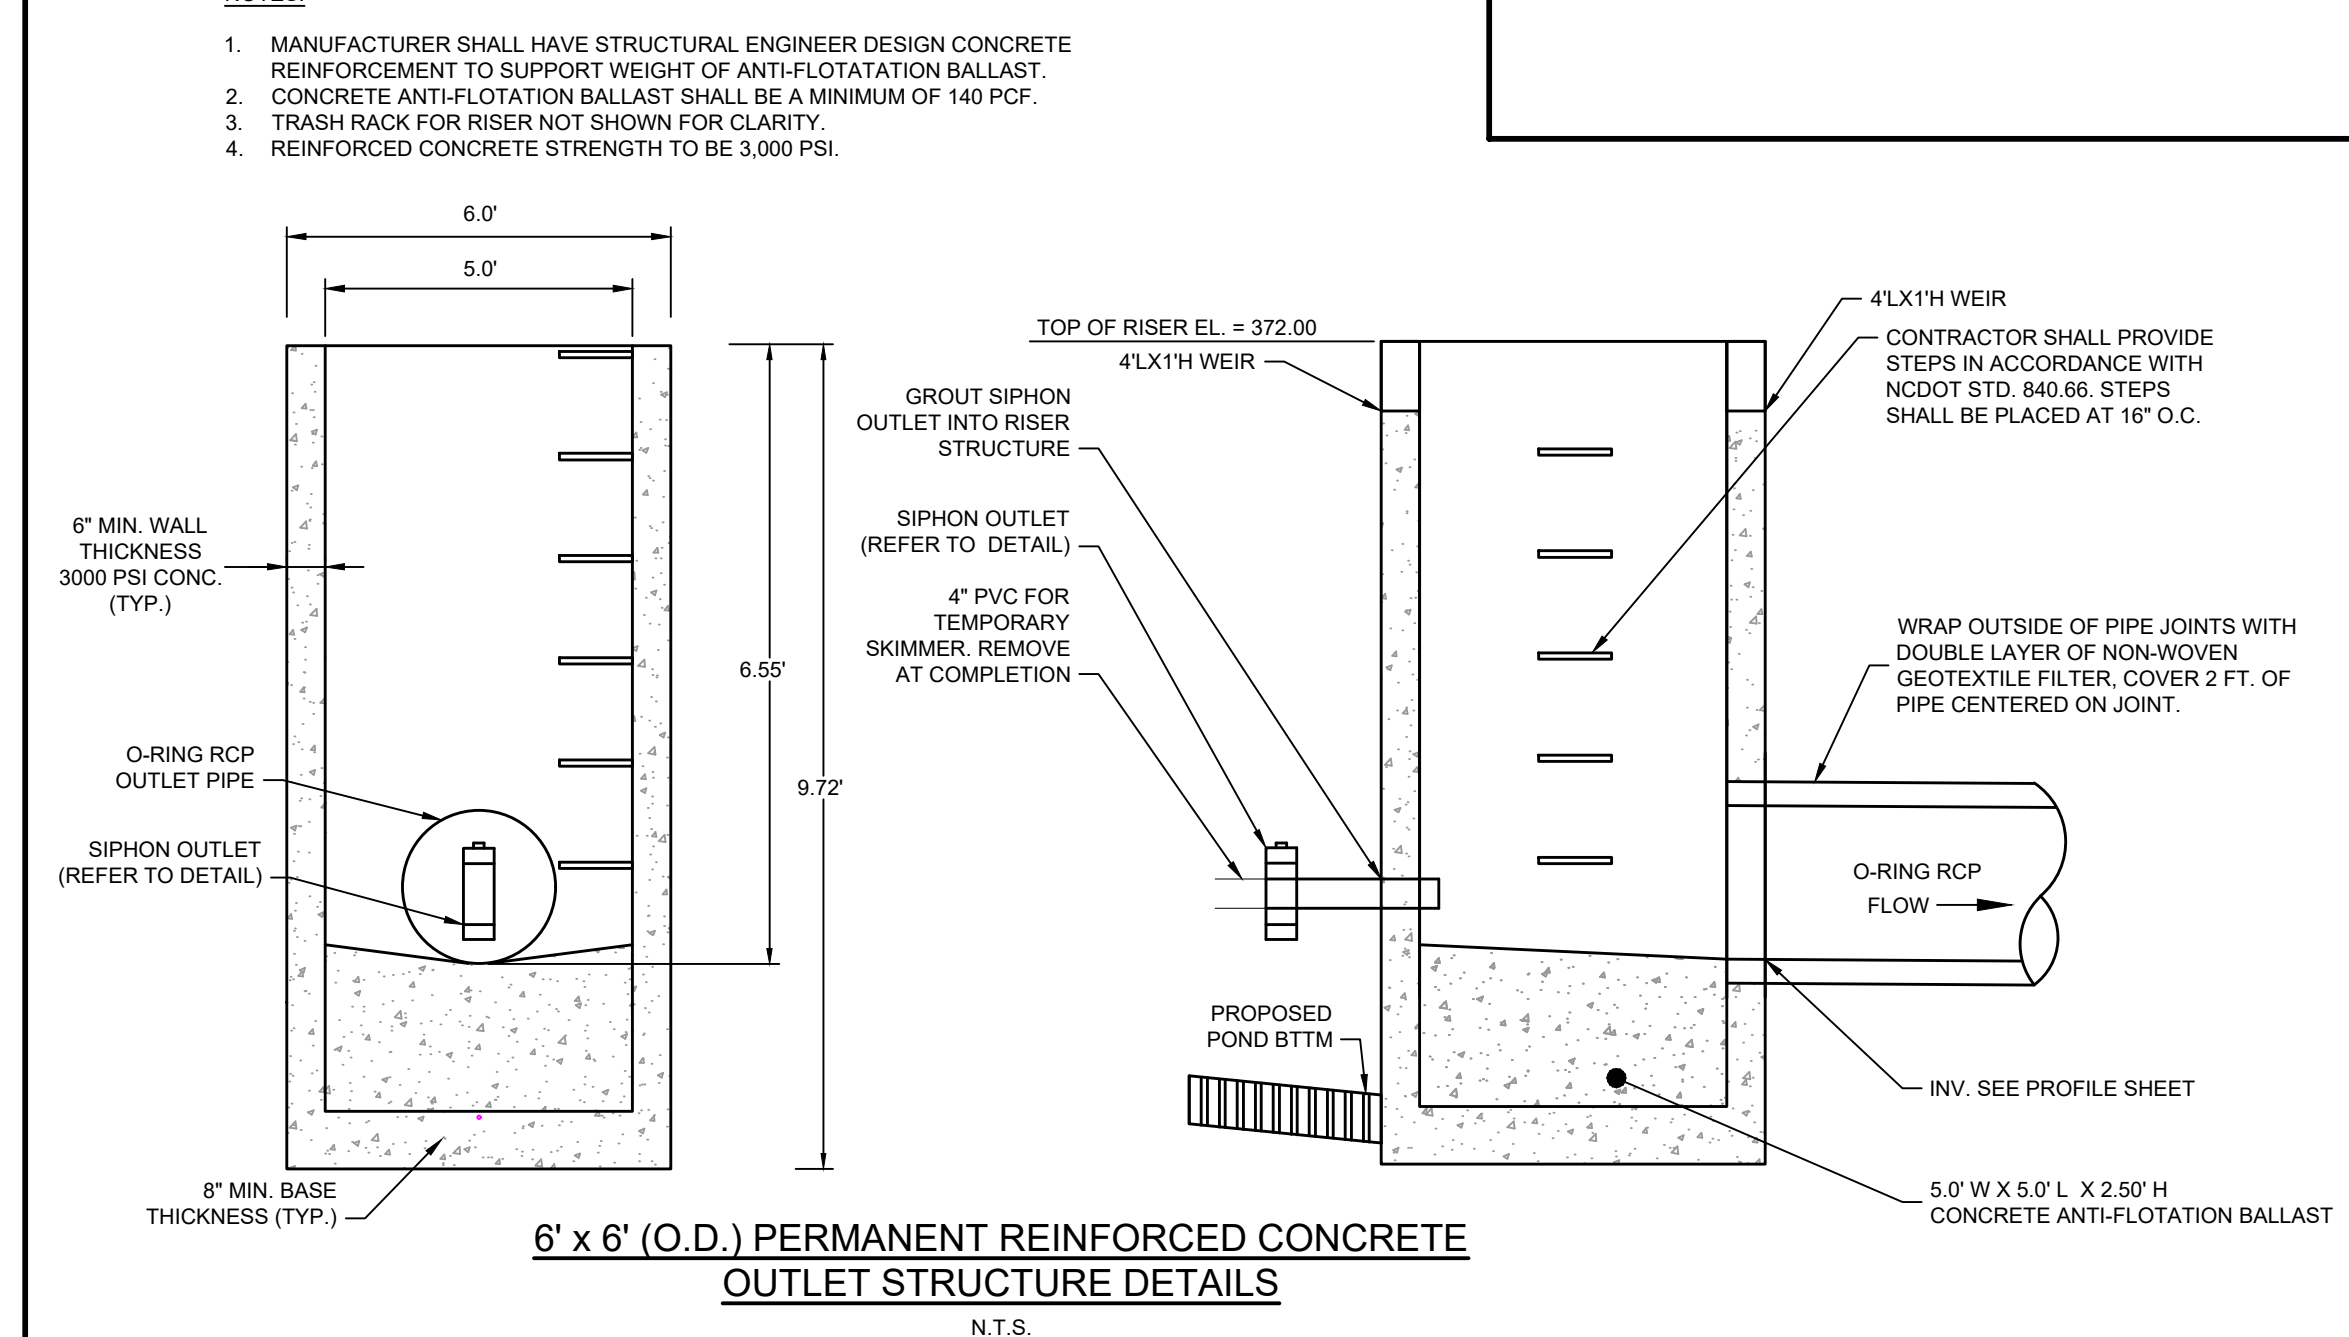 NOTES:
1. MANUFACTURER SHALL HAVE STRUCTURAL ENGINEER DESIGN CONCRETE
REINFORCEMENT TO SUPPORT WEIGHT OF ANTI-FLOTATATION BALLAST.
2. CONCRETE ANTI-FLOTATION BALLAST SHALL BE A MINIMUM OF 140 PCF.
3. TRASH RACK FOR RISER NOT SHOWN FOR CLARITY.
4. REINFORCED CONCRETE STRENGTH TO BE 3,000 PSI.
6.0'
5.0'
6" MIN. WALL
THICKNESS
3000 PSI CONC.
(TYP.)
O-RING RCP
OUTLET PIPE
SIPHON OUTLET
(REFER TO DETAIL)
8" MIN. BASE
THICKNESS (TYP.)
6.55'
9.72'
TOP OF RISER EL. = 372.00
4'LX1'H WEIR
GROUT SIPHON
OUTLET INTO RISER
STRUCTURE
SIPHON OUTLET
(REFER TO DETAIL)
4" PVC FOR
TEMPORARY
SKIMMER. REMOVE
AT COMPLETION
PROPOSED
POND BTTM
4'LX1'H WEIR
CONTRACTOR SHALL PROVIDE
STEPS IN ACCORDANCE WITH
NCDOT STD. 840.66. STEPS
SHALL BE PLACED AT 16" O.C.
WRAP OUTSIDE OF PIPE JOINTS WITH
DOUBLE LAYER OF NON-WOVEN
GEOTEXTILE FILTER, COVER 2 FT. OF
PIPE CENTERED ON JOINT.
O-RING RCP
FLOW
INV. SEE PROFILE SHEET
5.0' W X 5.0' L X 2.50' H
CONCRETE ANTI-FLOTATION BALLAST
6' x 6' (O.D.) PERMANENT REINFORCED CONCRETE
OUTLET STRUCTURE DETAILS
N.T.S.